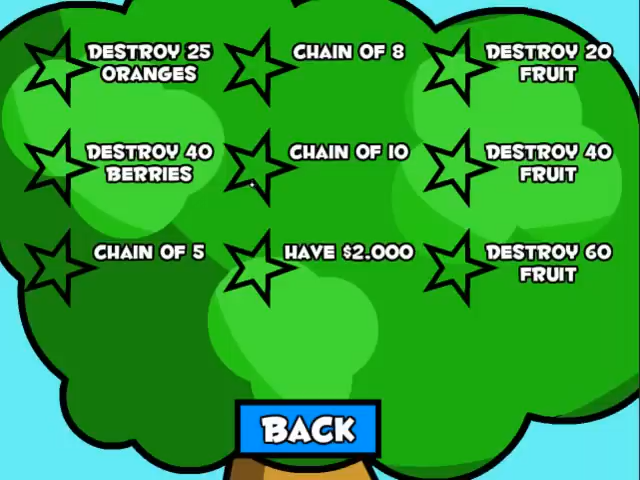 DESTROY 25
ORANGES
CHAIN OF 8
DESTROY 20
FRUIT
DESTROY 40
BERRIES
CHAIN OF 10
DESTROY 40
FRUIT
CHAIN OF 5
HAVE $2.000
DESTROY 60
FRUIT
BACK